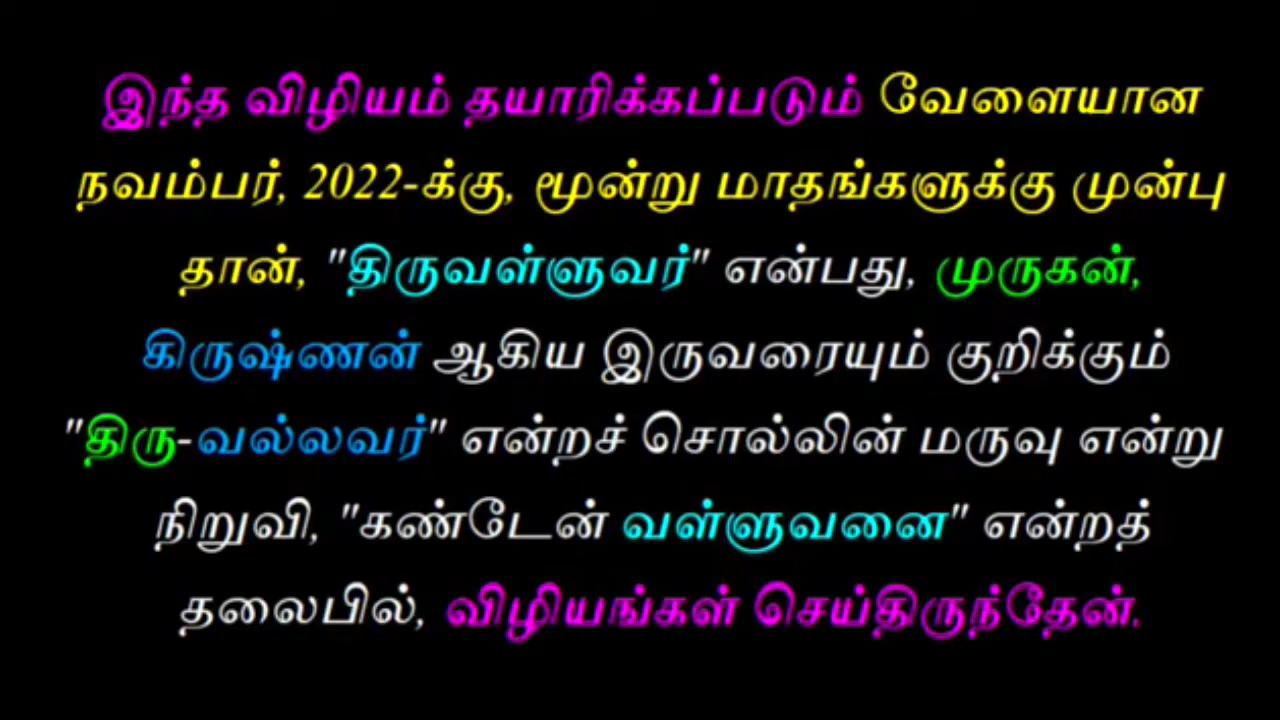 இந்த விழியம் தயாரிக்கப்படும் வேளையான
நவம்பர், 2022-க்கு, மூன்று மாதங்களுக்கு முன்பு
தான், "திருவள்ளுவர்" என்பது, முருகன்,
கிருஷ்ணன் ஆகிய இருவரையும் குறிக்கும்
"திரு-வல்லவர்" என்றச் சொல்லின் மருவு என்று
நிறுவி, "கண்டேன் வள்ளுவனை" என்றத்
தலைபில், விழியங்கள் செய்திருந்தேன்.